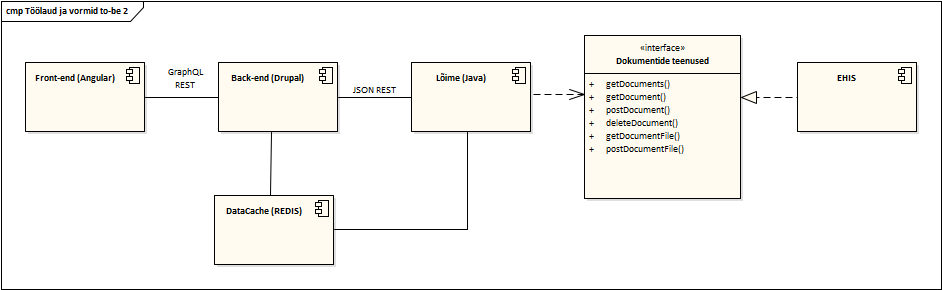 cmp Töölaud ja vormid to-be 2
Front-end (Angular)
GraphQL
REST
Back-end (Drupal)
JSON REST
Lõime (Java)
«interface»
Dokumentide teenused
+ getDocuments()
+ getDocument()
+ postDocument()
+ deleteDocument()
+ getDocumentFile()
+ postDocumentFile()
EHIS
DataCache (REDIS)